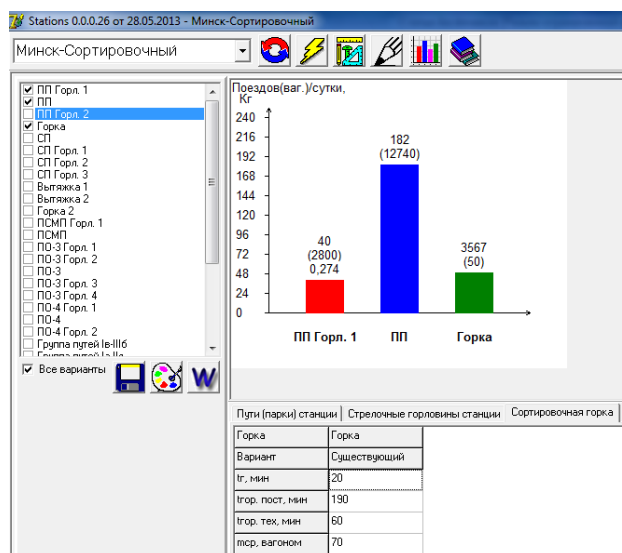 Stations 0.0.0.26 от 28.05.2013 - Минск-Сортировочный
Минск-Сортировочный
ПП Горл. 1
ПП
ПП Горл. 2
Горка
СП
СП Горл. 1
СП Горл. 2
СП Горл. 3
Вытяжка 1
Вытяжка 2
Горка 2
ПСМП Горл. 1
ПСМП
ПО-3 Горл. 1
ПО-3 Горл. 2
ПО-3
ПО-3 Горл. 3
ПО-3 Горл. 4
ПО-4 Горл. 1
ПО-4
ПО-4 Горл. 2
Группа путей Iв-IIIб
Все варианты
W
Поездов(ваг.)/сутки,
Кг
240
216
192
168
144
120
96
72
48
24
0
40
(2800)
0,274
182
(12740)
3567
(50)
ПП Горл. 1
ПП
Горка
Пути (парки) станции
Стрелочные горловины станции
Сортировочная горка
Горка Горка
Вариант Существующий
tг, мин 20
tгор. пост, мин 190
tгор. тех, мин 60
mср, вагоном 70